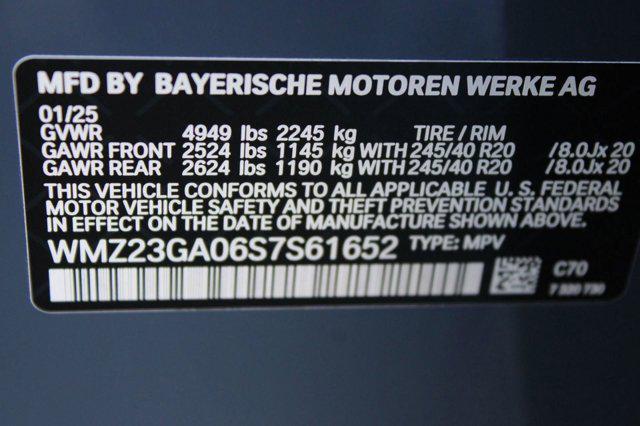 MFD BY BAYERISCHE MOTOREN WERKE AG
01/25
GVWR 4949 lbs 2245 kg TIRE / RIM
GAWR FRONT 2524 lbs 1145 kg WITH 245/40 R20 /8.0Jx 20
GAWR REAR 2624 lbs 1190 kg WITH 245/40 R20 /8.0Jx 20
THIS VEHICLE CONFORMS TO ALL APPLICABLE U. S. FEDERAL
MOTOR VEHICLE SAFETY AND THEFT PREVENTION STANDARDS
IN EFFECT ON THE DATE OF MANUFACTURE SHOWN ABOVE.
WMZ23GA06S7S61652 TYPE: MPV
C70